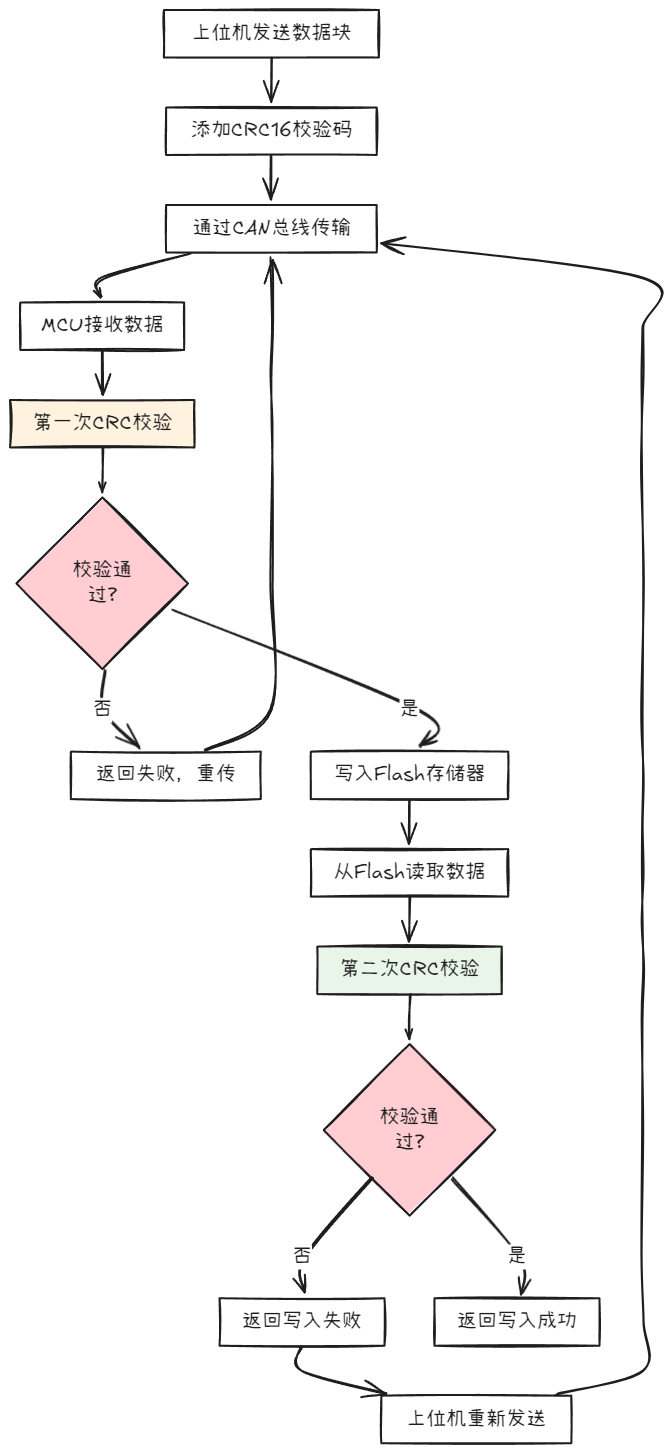 上位机发送数据块
添加CRC16校验码
通过CAN总线传输
MCU接收数据
第一次CRC校验
校验通
过?
否
是
返回失败，重传
写入Flash存储器
从Flash读取数据
第二次CRC校验
校验通
过?
否
是
返回写入失败
返回写入成功
上位机重新发送